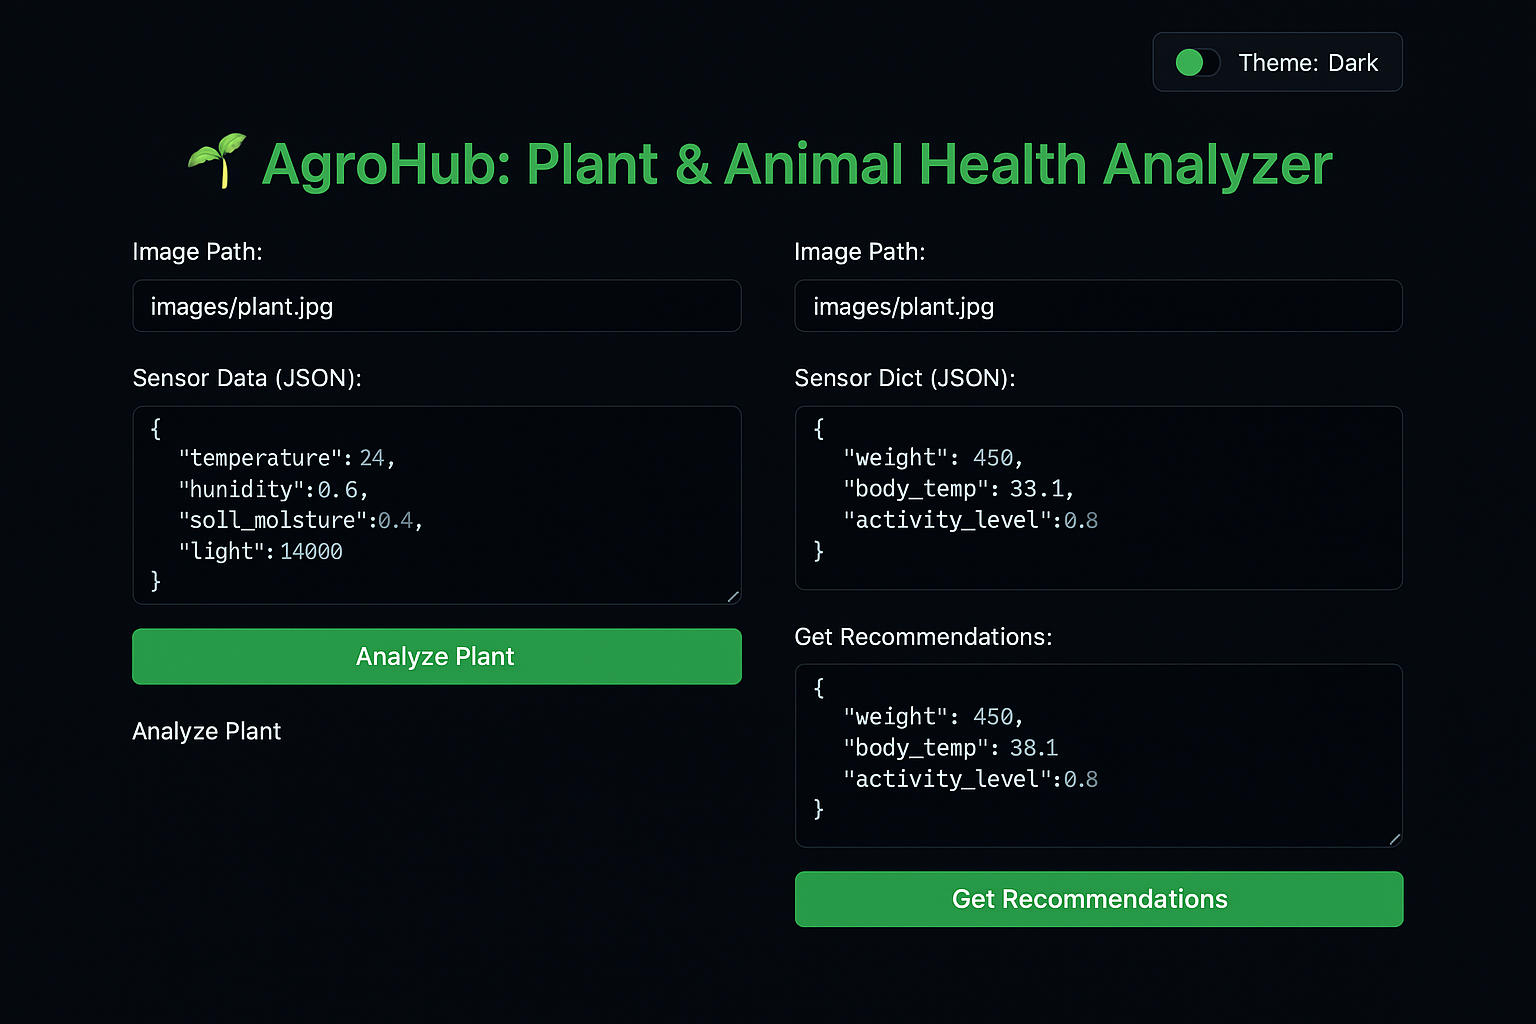 Theme: Dark
AgroHub: Plant & Animal Health Analyzer
Image Path:
images/plant.jpg
Sensor Data (JSON):
{
"temperature": 24,
"hunidity":0.6,
"soll_molsture":0.4,
"light": 14000
}
Analyze Plant
Analyze Plant
Image Path:
images/plant.jpg
Sensor Dict (JSON):
{
"weight": 450,
"body_temp": 33.1,
"activity_level":0.8
}
Get Recommendations:
{
"weight": 450,
"body_temp": 38.1
"activity_level":0.8
}
Get Recommendations